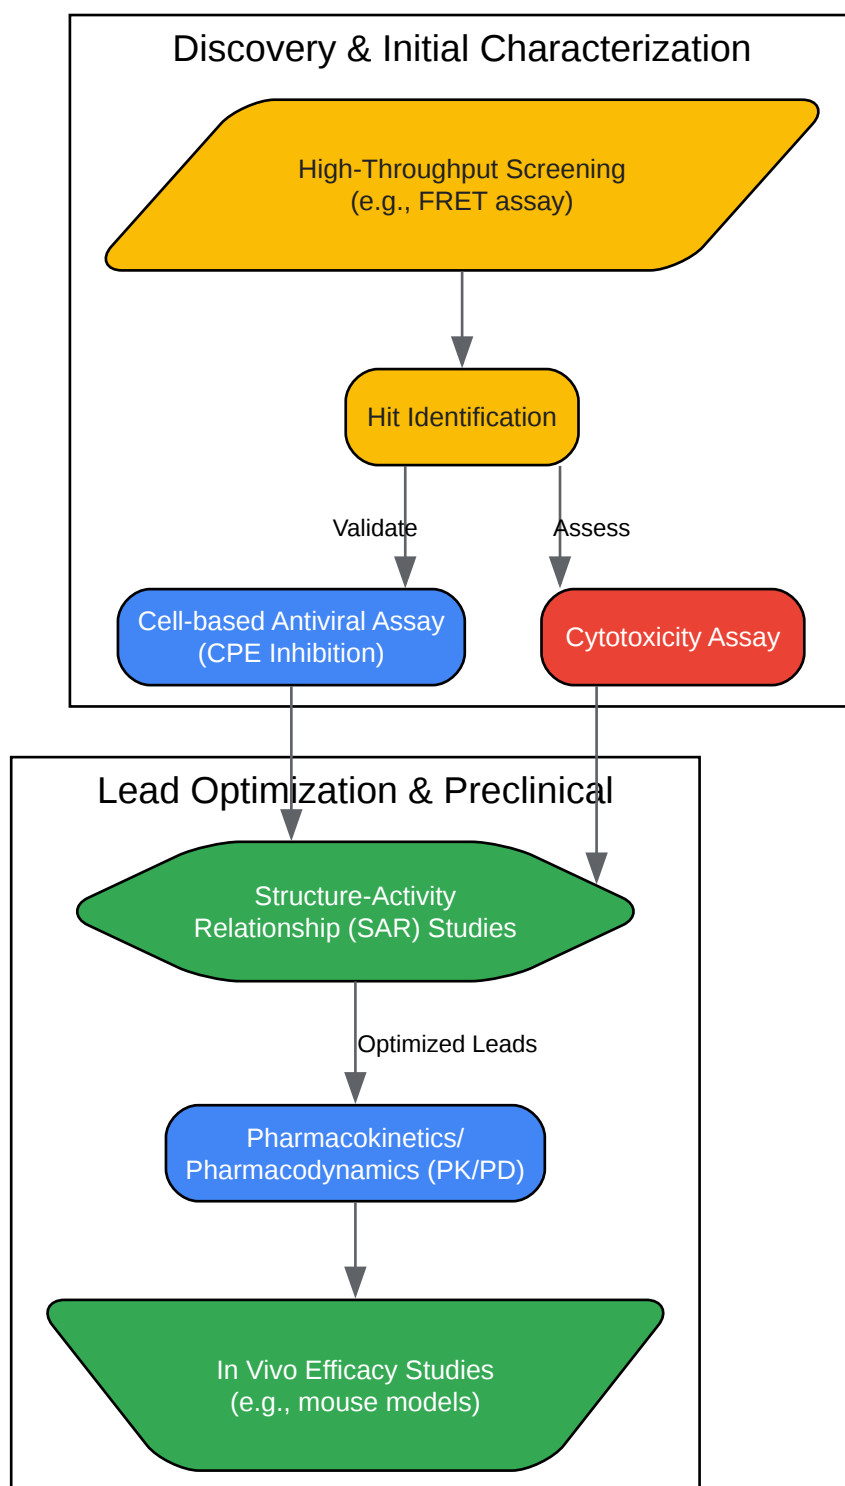 Discovery & Initial Characterization
High-Throughput Screening
(e.g., FRET assay)
Hit Identification
Validate
Assess
Cell-based Antiviral Assay
(CPE Inhibition)
Cytotoxicity Assay
Lead Optimization & Preclinical
Structure-Activity
Relationship (SAR) Studies
Optimized Leads
Pharmacokinetics/
Pharmacodynamics (PK/PD)
In Vivo Efficacy Studies
(e.g., mouse models)